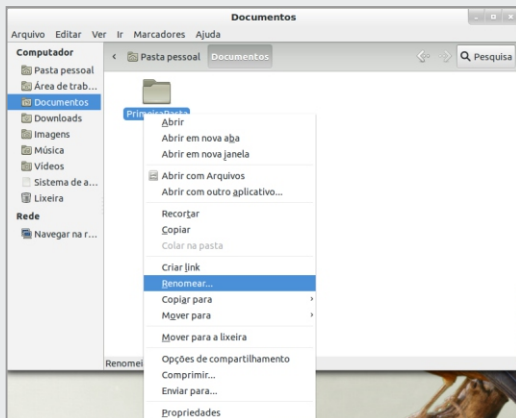 Documentos
Arquivo Editar Ver Ir Marcadores Ajuda
Computador
Pasta pessoal
Área de trab...
Documentos
Downloads
Imagens
Música
Vídeos
Sistema de a...
Lixeira
Rede
Navegar na r...
Pasta pessoal Documentos
Pesquisa
PrimeiraPasta
Abrir
Abrir em nova aba
Abrir em nova janela
Abrir com Arquivos
Abrir com outro aplicativo...
Recortar
Copiar
Colar na pasta
Criar link
Renomear...
Copiar para
Mover para
Mover para a lixeira
Opções de compartilhamento
Comprimir...
Enviar para...
Propriedades
Renomei